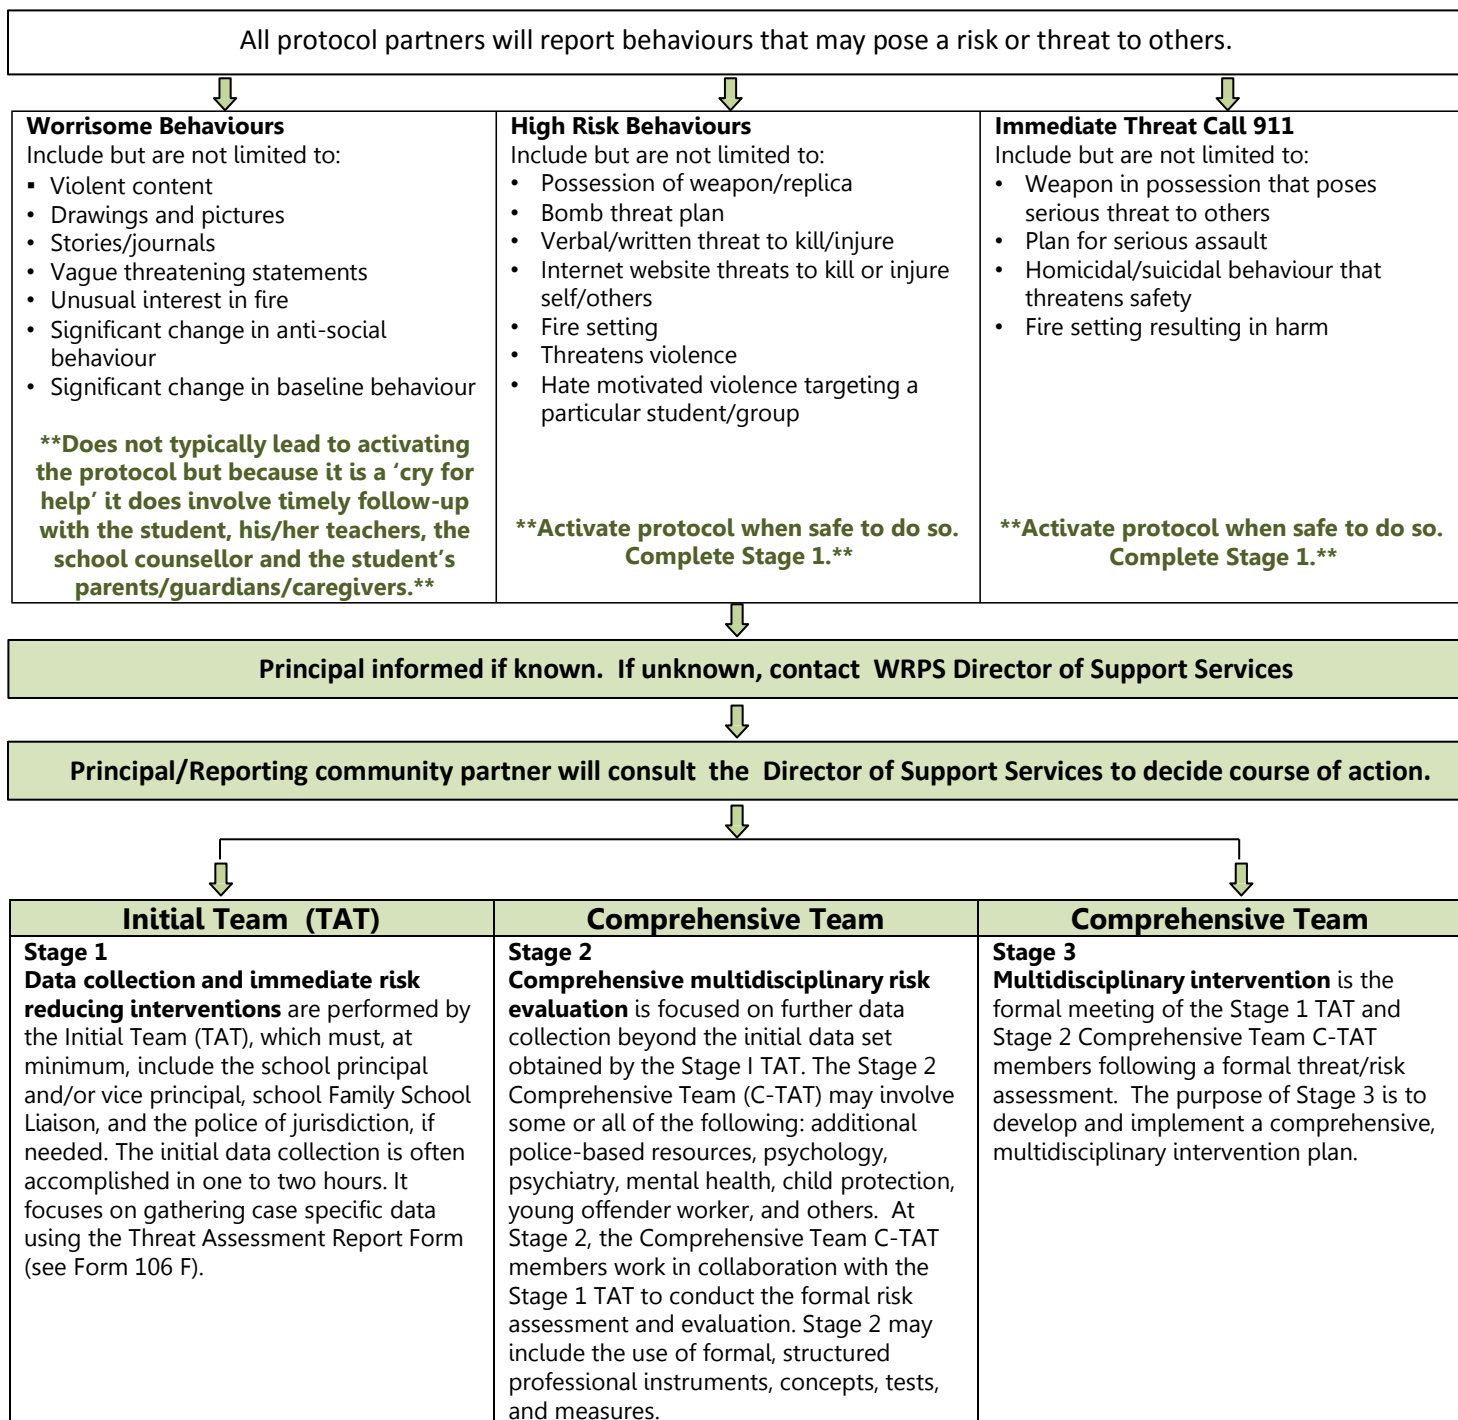 All protocol partners will report behaviours that may pose a risk or threat to others.
Worrisome Behaviours
Include but are not limited to:
▪ Violent content
• Drawings and pictures
• Stories/journals
• Vague threatening statements
• Unusual interest in fire
• Significant change in anti-social
behaviour
• Significant change in baseline behaviour
**Does not typically lead to activating
the protocol but because it is a ‘cry for
help’ it does involve timely follow-up
with the student, his/her teachers, the
school counsellor and the student’s
parents/guardians/caregivers.**
High Risk Behaviours
Include but are not limited to:
• Possession of weapon/replica
• Bomb threat plan
• Verbal/written threat to kill/injure
• Internet website threats to kill or injure
self/others
• Fire setting
• Threatens violence
• Hate motivated violence targeting a
particular student/group
**Activate protocol when safe to do so.
Complete Stage 1.**
Immediate Threat Call 911
Include but are not limited to:
• Weapon in possession that poses
serious threat to others
• Plan for serious assault
• Homicidal/suicidal behaviour that
threatens safety
• Fire setting resulting in harm
**Activate protocol when safe to do so.
Complete Stage 1.**
Principal informed if known. If unknown, contact WRPS Director of Support Services
Principal/Reporting community partner will consult the Director of Support Services to decide course of action.
Initial Team (TAT)
Stage 1
Data collection and immediate risk
reducing interventions are performed by
the Initial Team (TAT), which must, at
minimum, include the school principal
and/or vice principal, school Family School
Liaison, and the police of jurisdiction, if
needed. The initial data collection is often
accomplished in one to two hours. It
focuses on gathering case specific data
using the Threat Assessment Report Form
(see Form 106 F).
Comprehensive Team
Stage 2
Comprehensive multidisciplinary risk
evaluation is focused on further data
collection beyond the initial data set
obtained by the Stage I TAT. The Stage 2
Comprehensive Team (C-TAT) may involve
some or all of the following: additional
police-based resources, psychology,
psychiatry, mental health, child protection,
young offender worker, and others. At
Stage 2, the Comprehensive Team C-TAT
members work in collaboration with the
Stage 1 TAT to conduct the formal risk
assessment and evaluation. Stage 2 may
include the use of formal, structured
professional instruments, concepts, tests,
and measures.
Comprehensive Team
Stage 3
Multidisciplinary intervention is the
formal meeting of the Stage 1 TAT and
Stage 2 Comprehensive Team C-TAT
members following a formal threat/risk
assessment. The purpose of Stage 3 is to
develop and implement a comprehensive,
multidisciplinary intervention plan.